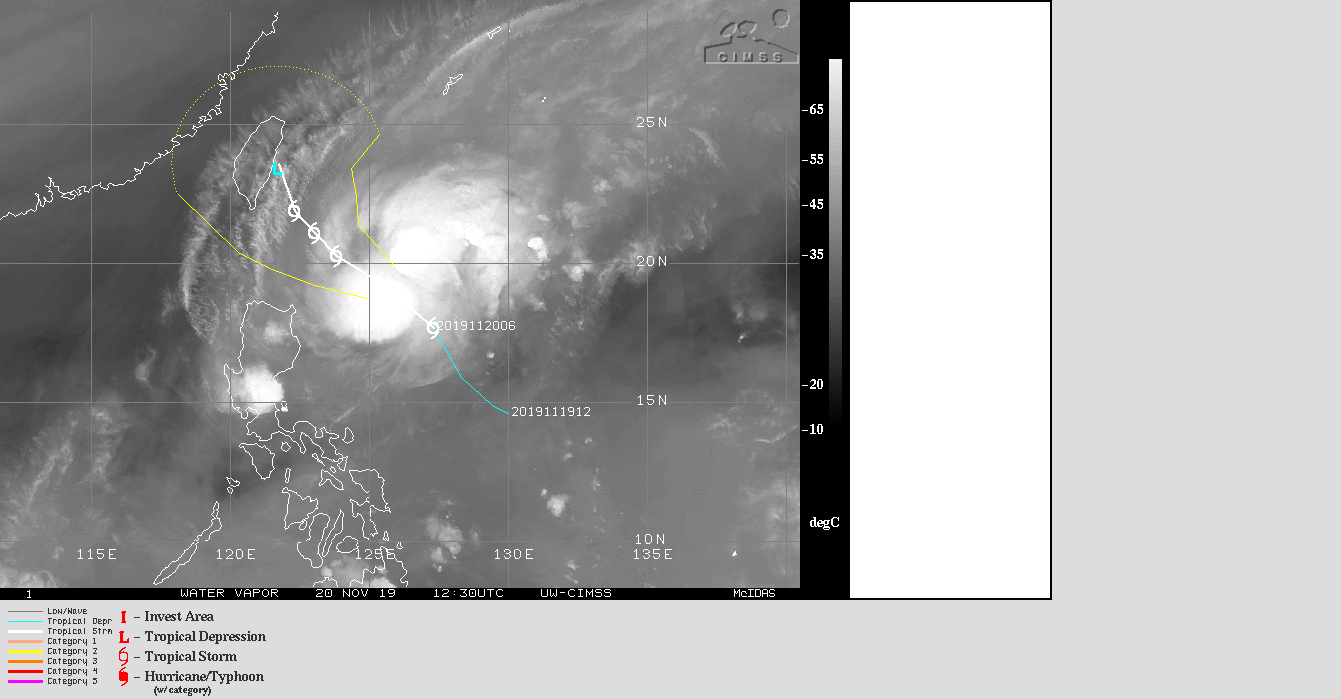 CIMSS
25N
20N
15N
10N
115E 120E 125E 130E 135E
L
2019112006
2019111912
-65
-55
-45
-35
-20
-10
degC
1 WATER VAPOR 20 NOV 19 12:30UTC UW-CIMSS McIDAS
Low/Wave
Tropical Depr
Tropical Strm
Category 1
Category 2
Category 3
Category 4
Category 5
I - Invest Area
L - Tropical Depression
- Tropical Storm
- Hurricane/Typhoon
(w/category)